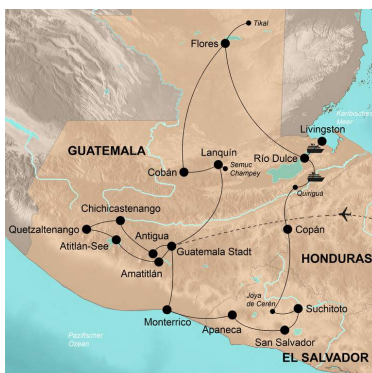 Tikal
Flores
Karibisches
Meer
Livingston
GUATEMALA
Lanquín
Río Dulce
Semuc
Champey
Cobán
Quirigua
Chichicastenango
Quetzaltenango
Copán
Atitlán-See
Antigua
Guatemala Stadt
Amatitlán
HONDURAS
Joya
de Cerén
Suchitoto
Monterrico
Apaneca
Pazifischer
Ozean
San Salvador
EL SALVADOR